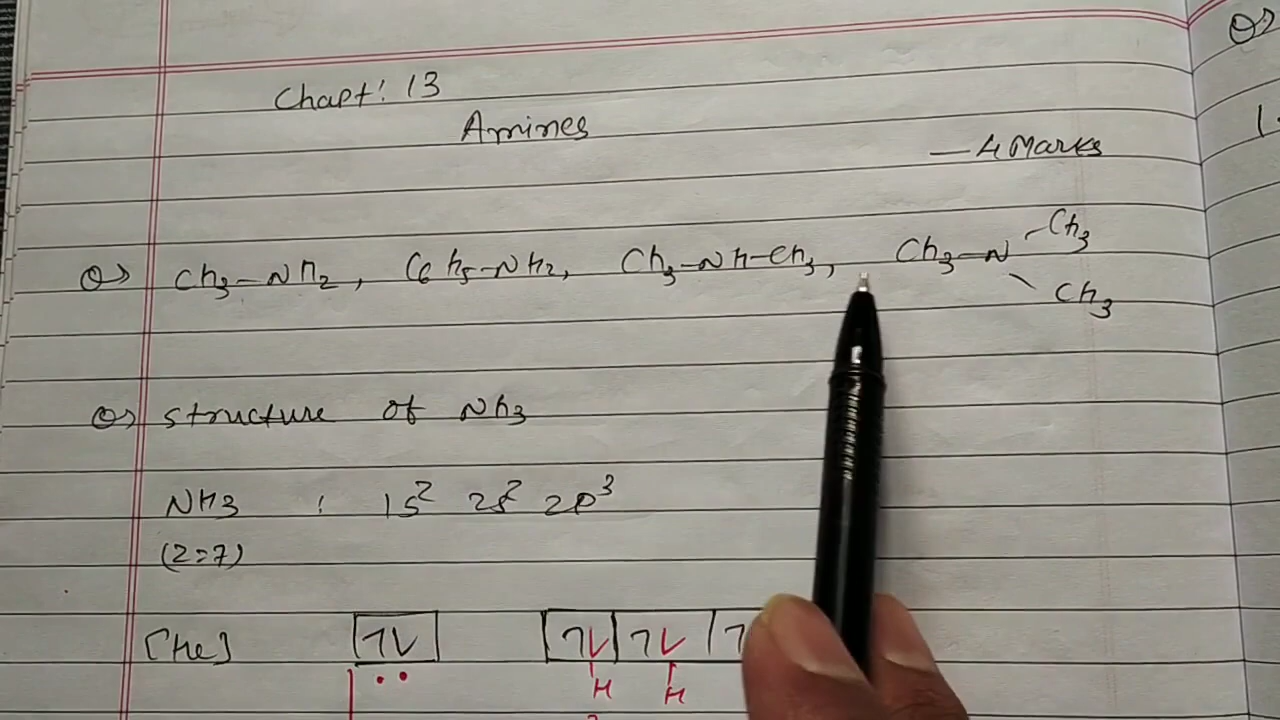 Chapt: 13
Amines
— 4 Marks
Q) CH3-NH2, C6H5-NH2, CH3-NH-CH3, CH3-N CH3
CH3
Q) structure of NH3
NH3 : 1s² 2s² 2p³
(Z=7)
[He]
H H
Q)
1.